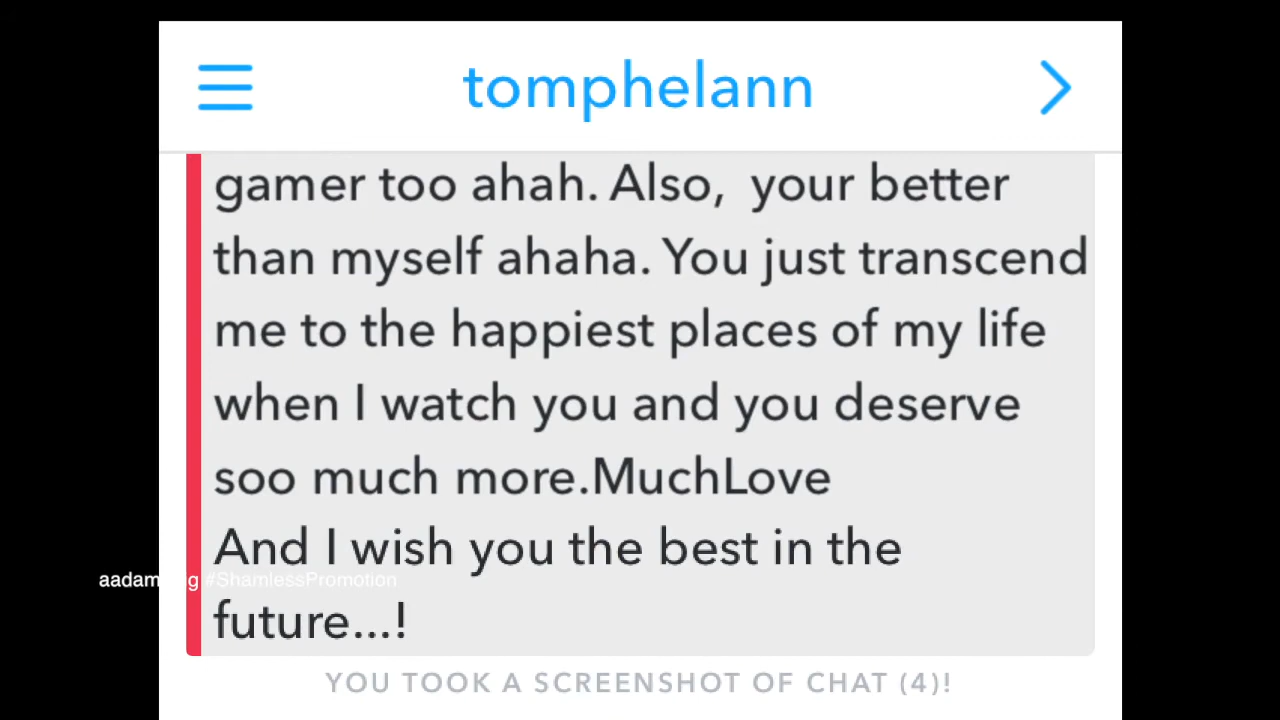 tomphelann
gamer too ahah. Also, your better
than myself ahaha. You just transcend
me to the happiest places of my life
when I watch you and you deserve
soo much more.MuchLove
And I wish you the best in the
#ShamlessPromotion
future...!
YOU TOOK A SCREENSHOT OF CHAT (4)!